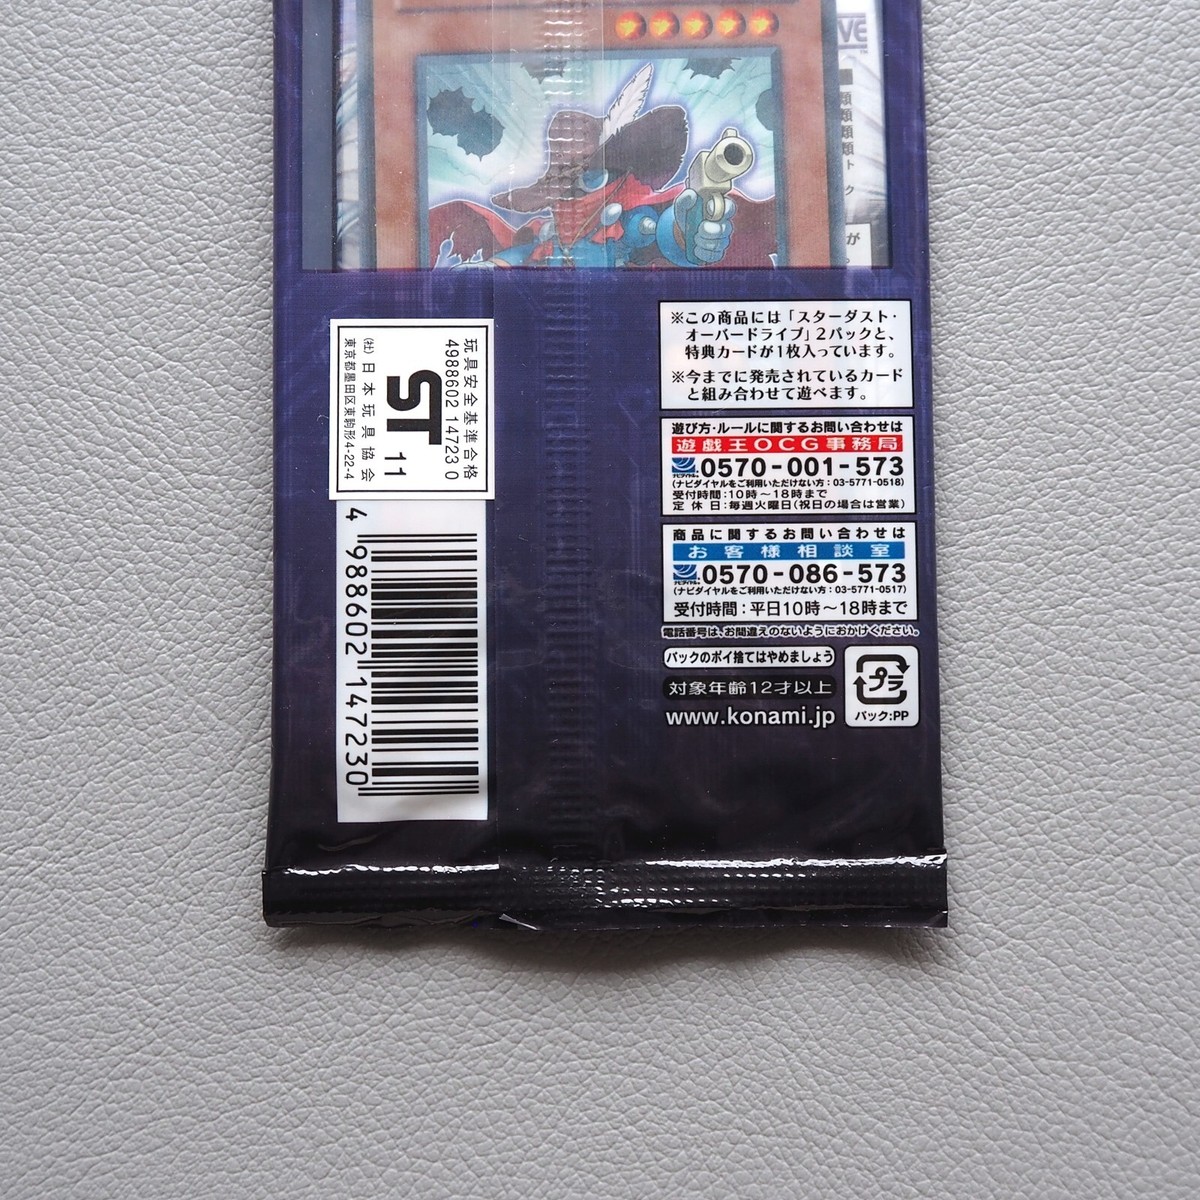 VE
TM
類
類
類
類
ト
ク
が
。
※この商品には「スターダスト・
オーバードライブ」2パックと、
特典カードが1枚入っています。
※今までに発売されているカード
と組み合わせて遊べます。
遊び方・ルールに関するお問い合わせは
遊戯王OCG事務局
0570-001-573
(ナビダイヤルをご利用いただけない方:03-5771-0518)
受付時間:10時~18時まで
定 休 日:毎週火曜日(祝日の場合は営業)
商品に関するお問い合わせは
お客様相談室
0570-086-573
(ナビダイヤルをご利用いただけない方:03-5771-0517)
受付時間:平日10時~18時まで
電話番号は、お間違えのないようにおかけください。
パックのポイ捨てはやめましょう
対象年齢12才以上
www.konami.jp
プラ
パック:PP
玩具安全基準合格
4988602 14723 0
ST 11
(社)日本玩具協会
東京都墨田区東駒形4-22-4
4 988602 147230